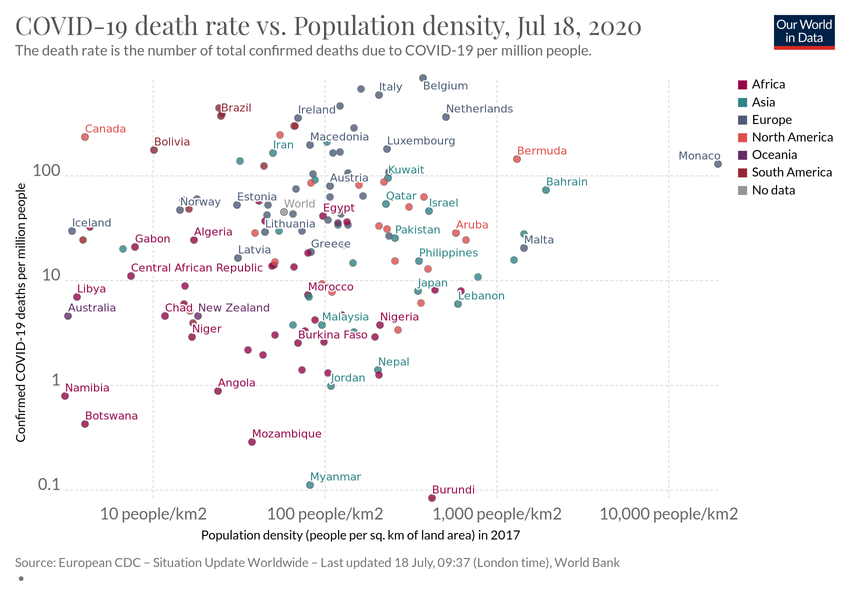 COVID-19 death rate vs. Population density, Jul 18, 2020
The death rate is the number of total confirmed deaths due to COVID-19 per million people.
Our World
in Data
Italy
Belgium
Brazil
Ireland
Netherlands
Canada
Macedonia
Bolivia
Luxembourg
Iran
Bermuda
Monaco
100
Kuwait
Austria
Bahrain
Norway
Estonia
World
Qatar
Israel
Egypt
Iceland
Lithuania
Aruba
Gabon
Algeria
Pakistan
Malta
Latvia
Greece
Philippines
Central African Republic
10
Libya
Morocco
Japan
Lebanon
Australia
Chad
New Zealand
Malaysia
Nigeria
Niger
Burkina Faso
Nepal
Jordan
1
Namibia
Angola
Botswana
Mozambique
Myanmar
Burundi
0.1
Confirmed COVID-19 deaths per million people
10 people/km2
100 people/km2
1,000 people/km2
10,000 people/km2
Population density (people per sq. km of land area) in 2017
Africa
Asia
Europe
North America
Oceania
South America
No data
Source: European CDC – Situation Update Worldwide – Last updated 18 July, 09:37 (London time), World Bank